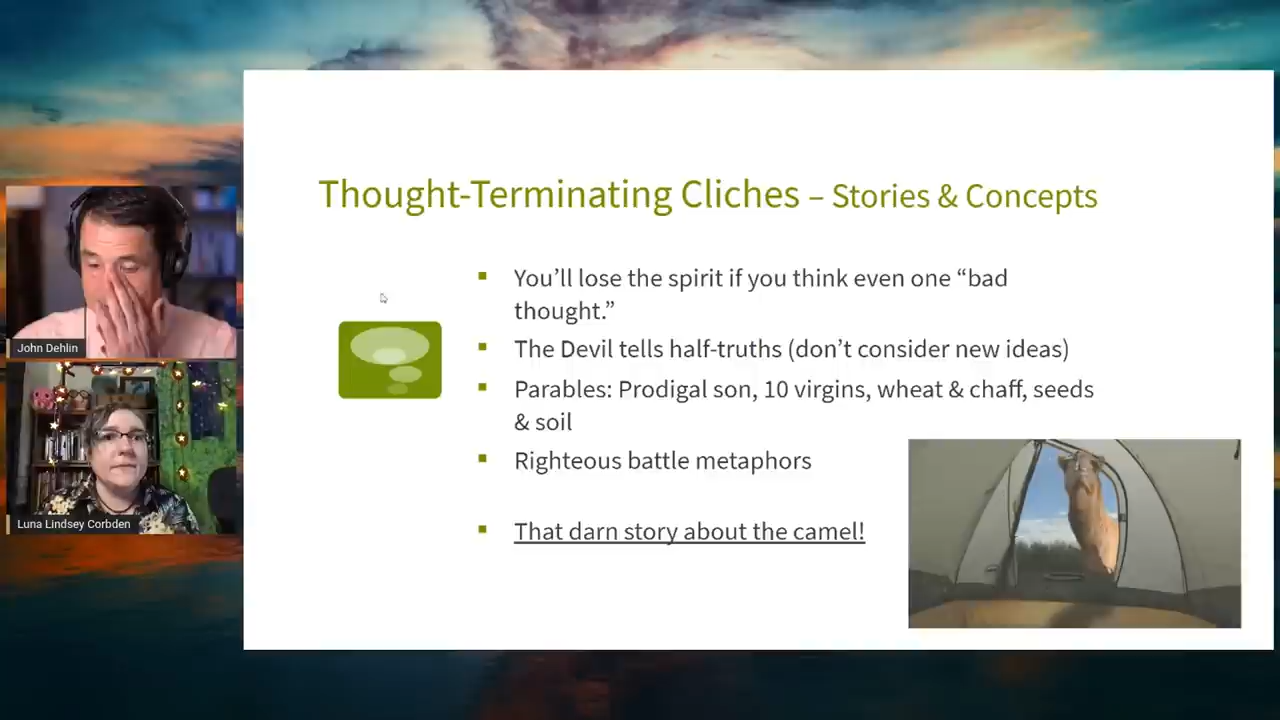 Thought-Terminating Cliches – Stories & Concepts
You’ll lose the spirit if you think even one “bad
thought.”
The Devil tells half-truths (don’t consider new ideas)
Parables: Prodigal son, 10 virgins, wheat & chaff, seeds
& soil
Righteous battle metaphors
That darn story about the camel!
John Dehlin
Luna Lindsey Corbden